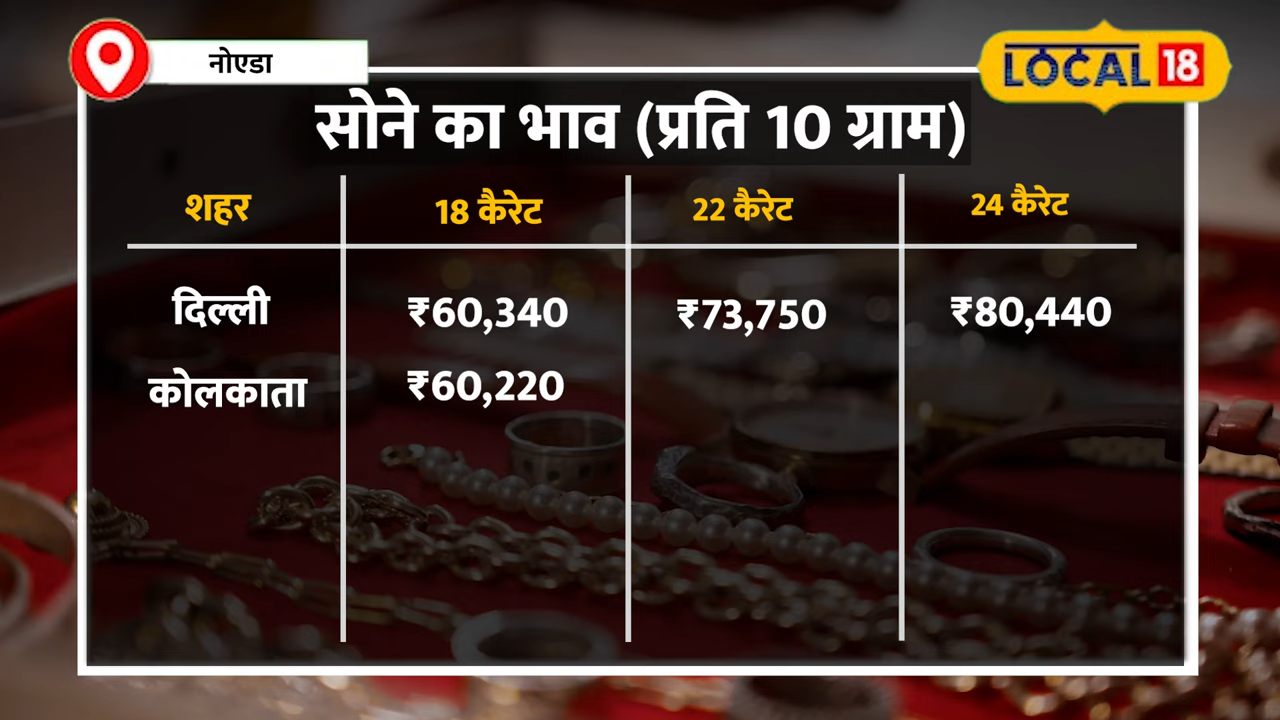 नोएडा
LOCAL 18
सोने का भाव (प्रति 10 ग्राम)
शहर 18 कैरेट 22 कैरेट 24 कैरेट
दिल्ली ₹60,340 ₹73,750 ₹80,440
कोलकाता ₹60,220